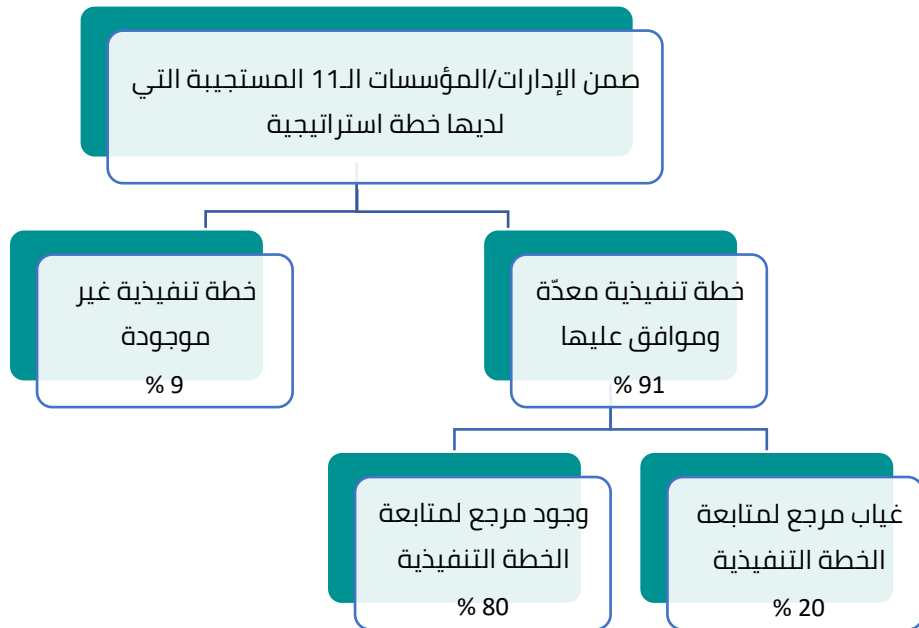 ضمن الإدارات/المؤسسات الـ11 المستجيبة التي
لديها خطة استراتيجية
خطة تنفيذية معدّة
وموافق عليها
91 %
خطة تنفيذية غير
موجودة
9 %
غياب مرجع لمتابعة
الخطة التنفيذية
20 %
وجود مرجع لمتابعة
الخطة التنفيذية
80 %